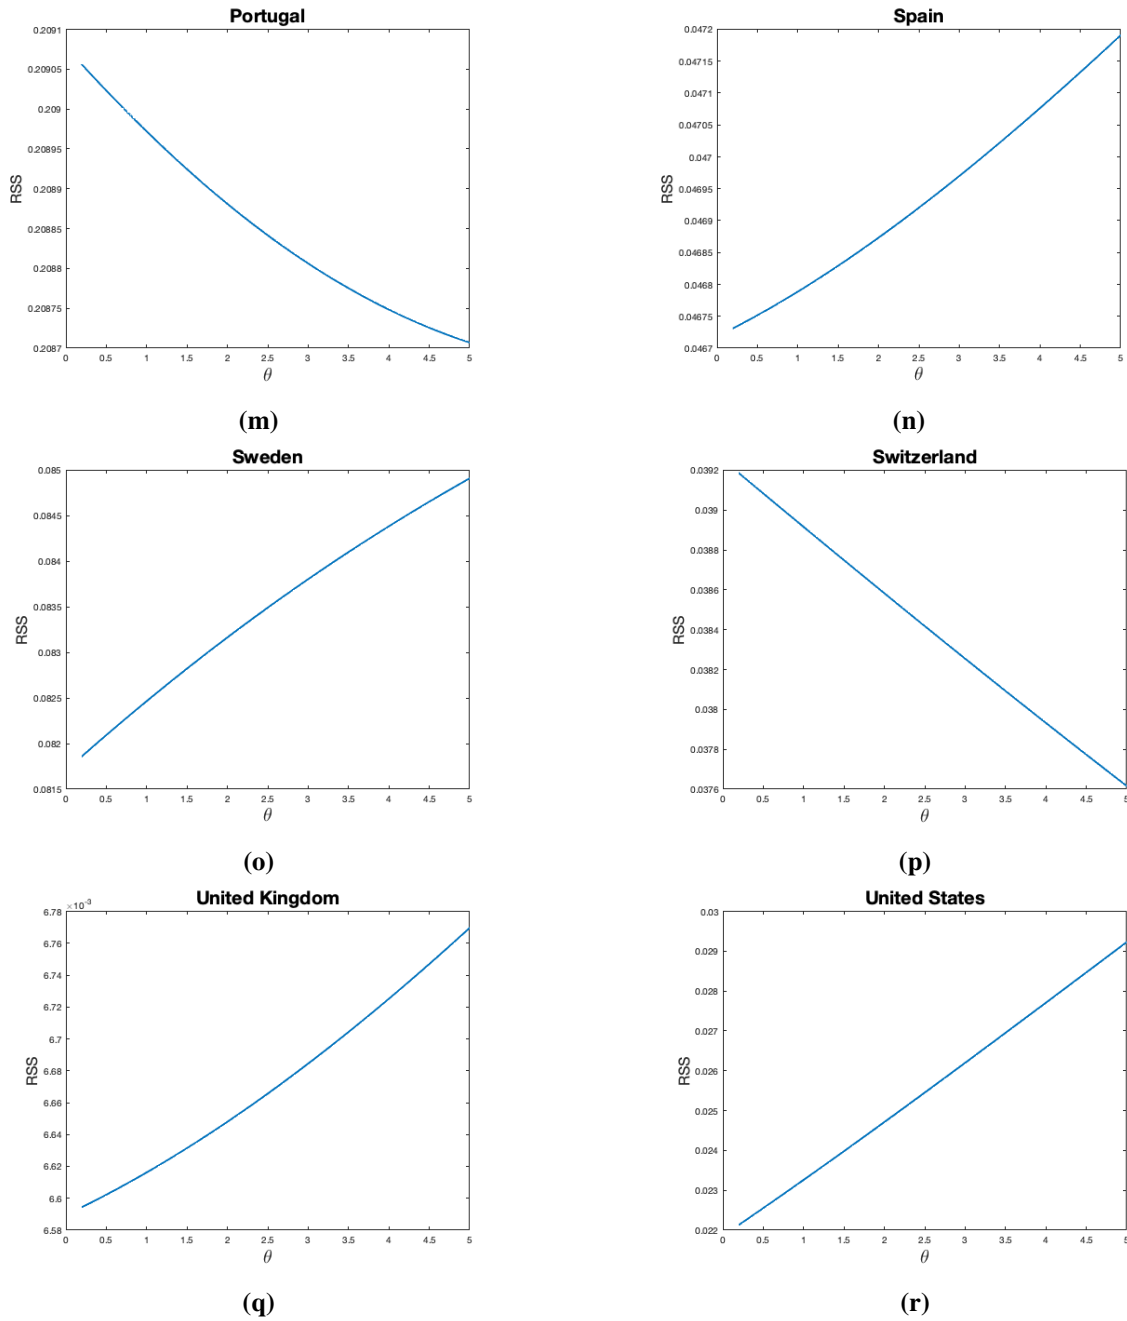 Portugal
0.2091
0.20905
0.209
0.20895
0.2089
0.20885
0.2088
0.20875
0.2087
RSS
0 0.5 1 1.5 2 2.5 3 3.5 4 4.5 5
θ
(m)
Spain
0.0472
0.04715
0.0471
0.04705
0.047
0.04695
0.0469
0.04685
0.0468
0.04675
0.0467
RSS
0 0.5 1 1.5 2 2.5 3 3.5 4 4.5 5
θ
(n)
Sweden
0.085
0.0845
0.084
0.0835
0.083
0.0825
0.082
0.0815
RSS
0 0.5 1 1.5 2 2.5 3 3.5 4 4.5 5
θ
(o)
Switzerland
0.0392
0.039
0.0388
0.0386
0.0384
0.0382
0.038
0.0378
0.0376
RSS
0 0.5 1 1.5 2 2.5 3 3.5 4 4.5 5
θ
(p)
United Kingdom
×10⁻³
6.78
6.76
6.74
6.72
6.7
6.68
6.66
6.64
6.62
6.6
6.58
RSS
0 0.5 1 1.5 2 2.5 3 3.5 4 4.5 5
θ
(q)
United States
0.03
0.029
0.028
0.027
0.026
0.025
0.024
0.023
0.022
RSS
0 0.5 1 1.5 2 2.5 3 3.5 4 4.5 5
θ
(r)